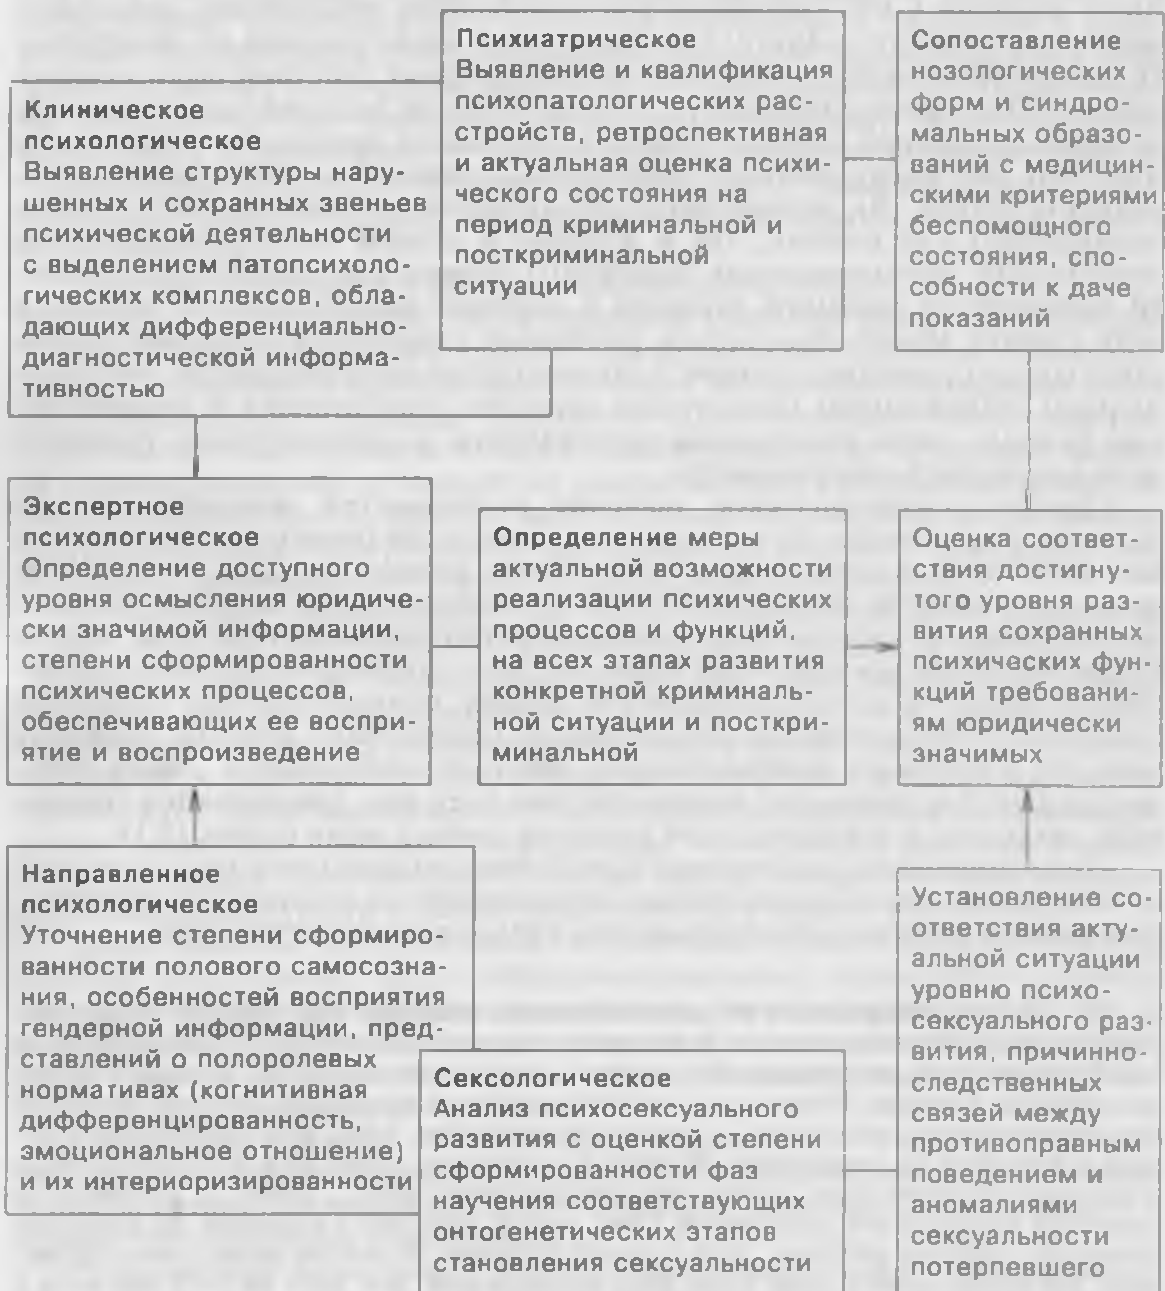 Клиническое
психологическое
Выявление структуры нару-
шенных и сохранных звеньев
психической деятельности
с выделением патопсихоло-
гических комплексов, обла-
дающих дифференциально-
диагностической информа-
тивностью
Психиатрическое
Выявление и квалификация
психопатологических рас-
стройств, ретроспективная
и актуальная оценка психи-
ческого состояния на
период криминальной и
посткриминальной
ситуации
Сопоставление
нозологических
форм и синдро-
мальных образо-
ваний с медицин-
скими критериями
беспомощного
состояния, спо-
собности к даче
показаний
Экспертное
психологическое
Определение доступного
уровня осмысления юридиче-
ски значимой информации,
степени сформированности
психических процессов,
обеспечивающих ее воспри-
ятие и воспроизведение
Определение меры
актуальной возможности
реализации психических
процессов и функций,
на всех этапах развития
конкретной криминаль-
ной ситуации и посткри-
минальной
Оценка соответ-
ствия достигну-
того уровня раз-
вития сохранных
психических фун-
кций требовани-
ям юридически
значимых
Направленное
психологическое
Уточнение степени сформиро-
ванности полового самосозна-
ния, особенностей восприятия
гендерной информации, пред-
ставлений о полоролевых
нормативах (когнитивная
дифференцированность,
эмоциональное отношение)
и их интериоризированности
Сексологическое
Анализ психосексуального
развития с оценкой степени
сформированности фаз
научения соответствующих
онтогенетических этапов
становления сексуальности
Установление со-
ответствия акту-
альной ситуации
уровню психо-
сексуального раз-
вития, причинно-
следственных
связей между
противоправным
поведением и
аномалиями
сексуальности
потерпевшего